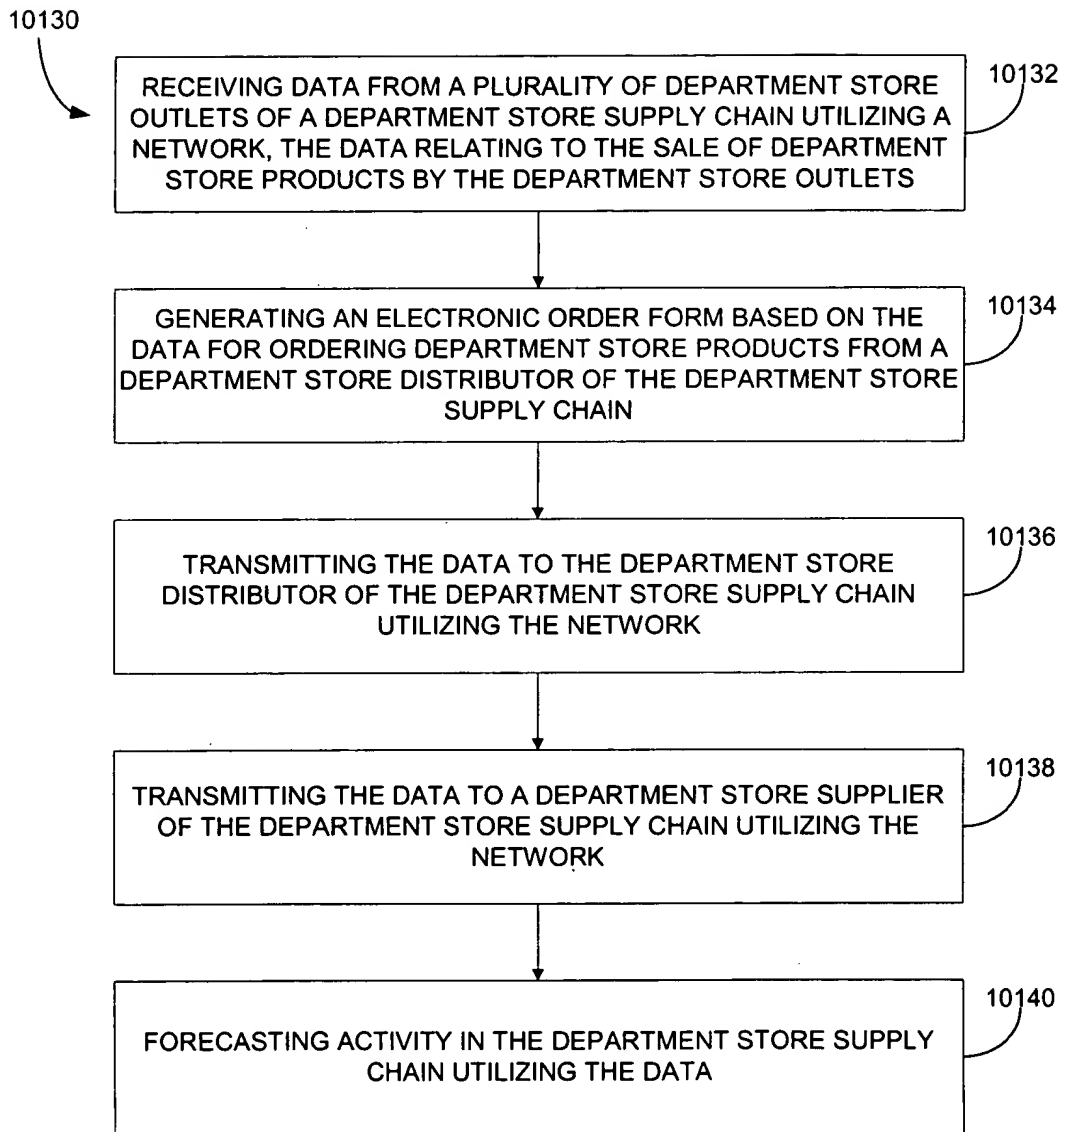 10130
RECEIVING DATA FROM A PLURALITY OF DEPARTMENT STORE
OUTLETS OF A DEPARTMENT STORE SUPPLY CHAIN UTILIZING A
NETWORK, THE DATA RELATING TO THE SALE OF DEPARTMENT
STORE PRODUCTS BY THE DEPARTMENT STORE OUTLETS
10132
GENERATING AN ELECTRONIC ORDER FORM BASED ON THE
DATA FOR ORDERING DEPARTMENT STORE PRODUCTS FROM A
DEPARTMENT STORE DISTRIBUTOR OF THE DEPARTMENT STORE
SUPPLY CHAIN
10134
TRANSMITTING THE DATA TO THE DEPARTMENT STORE
DISTRIBUTOR OF THE DEPARTMENT STORE SUPPLY CHAIN
UTILIZING THE NETWORK
10136
TRANSMITTING THE DATA TO A DEPARTMENT STORE SUPPLIER
OF THE DEPARTMENT STORE SUPPLY CHAIN UTILIZING THE
NETWORK
10138
FORECASTING ACTIVITY IN THE DEPARTMENT STORE SUPPLY
CHAIN UTILIZING THE DATA
10140